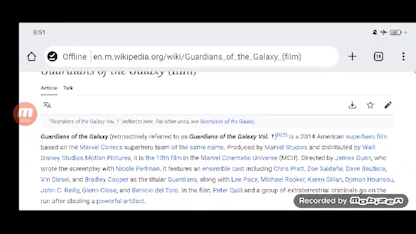 5:51
Offline en.m.wikipedia.org/wiki/Guardians_of_the_Galaxy_(film)
18
Guardians of the Galaxy (film)
Article Talk
"Guardians of the Galaxy Vol. 1" redirects here. For other uses, see Guardians of the Galaxy.
Guardians of the Galaxy (retroactively referred to as Guardians of the Galaxy Vol. 1) is a 2014 American superhero film
based on the Marvel Comics superhero team of the same name. Produced by Marvel Studios and distributed by Walt
Disney Studios Motion Pictures, it is the 10th film in the Marvel Cinematic Universe (MCU). Directed by James Gunn, who
wrote the screenplay with Nicole Perlman, it features an ensemble cast including Chris Pratt, Zoe Saldaña, Dave Bautista,
Vin Diesel, and Bradley Cooper as the titular Guardians, along with Lee Pace, Michael Rooker, Karen Gillan, Djimon Hounsou,
John C. Reilly, Glenn Close, and Benicio del Toro. In the film, Peter Quill and a group of extraterrestrial criminals go on the
run after stealing a powerful artifact.
Recorded by mobizen